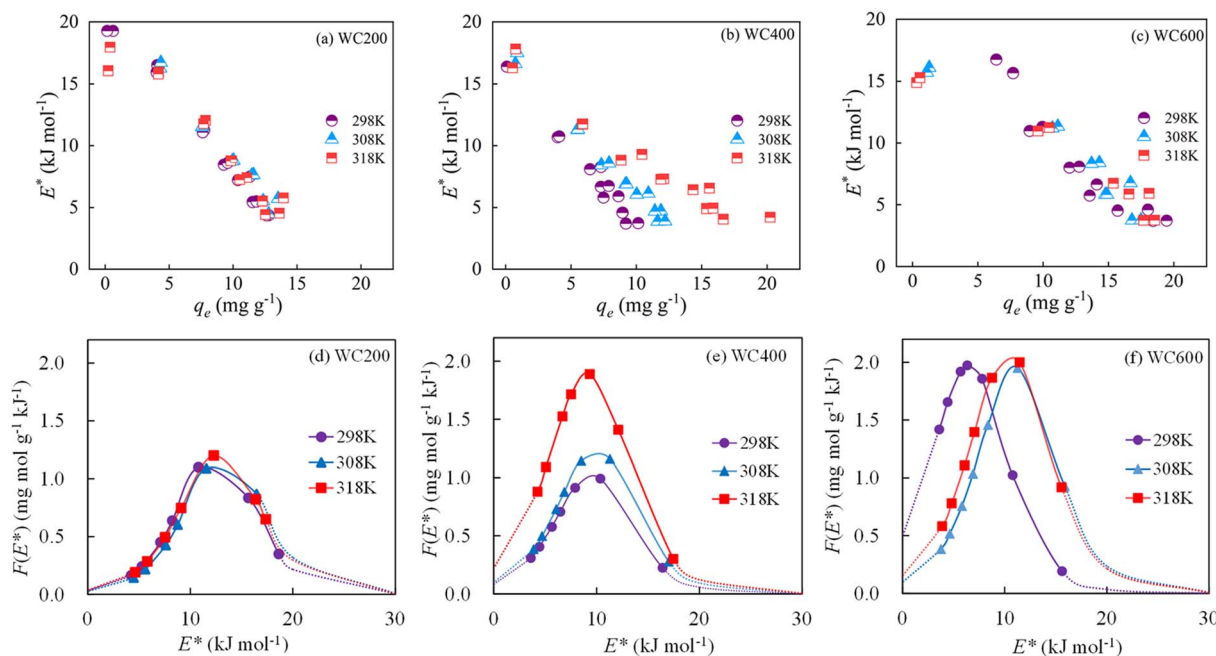 (a) WC200
20
15
10
5
0
E* (kJ mol⁻¹)
298K
308K
318K
0 5 10 15 20
qₑ (mg g⁻¹)
(b) WC400
20
15
10
5
0
E* (kJ mol⁻¹)
298K
308K
318K
0 5 10 15 20
qₑ (mg g⁻¹)
(c) WC600
20
15
10
5
0
E* (kJ mol⁻¹)
298K
308K
318K
0 5 10 15 20
qₑ (mg g⁻¹)
(d) WC200
2.0
1.5
1.0
0.5
0.0
F(E*) (mg mol g⁻¹ kJ⁻¹)
298K
308K
318K
0 10 20 30
E* (kJ mol⁻¹)
(e) WC400
2.0
1.5
1.0
0.5
0.0
F(E*) (mg mol g⁻¹ kJ⁻¹)
298K
308K
318K
0 10 20 30
E* (kJ mol⁻¹)
(f) WC600
2.0
1.5
1.0
0.5
0.0
F(E*) (mg mol g⁻¹ kJ⁻¹)
298K
308K
318K
0 10 20 30
E* (kJ mol⁻¹)